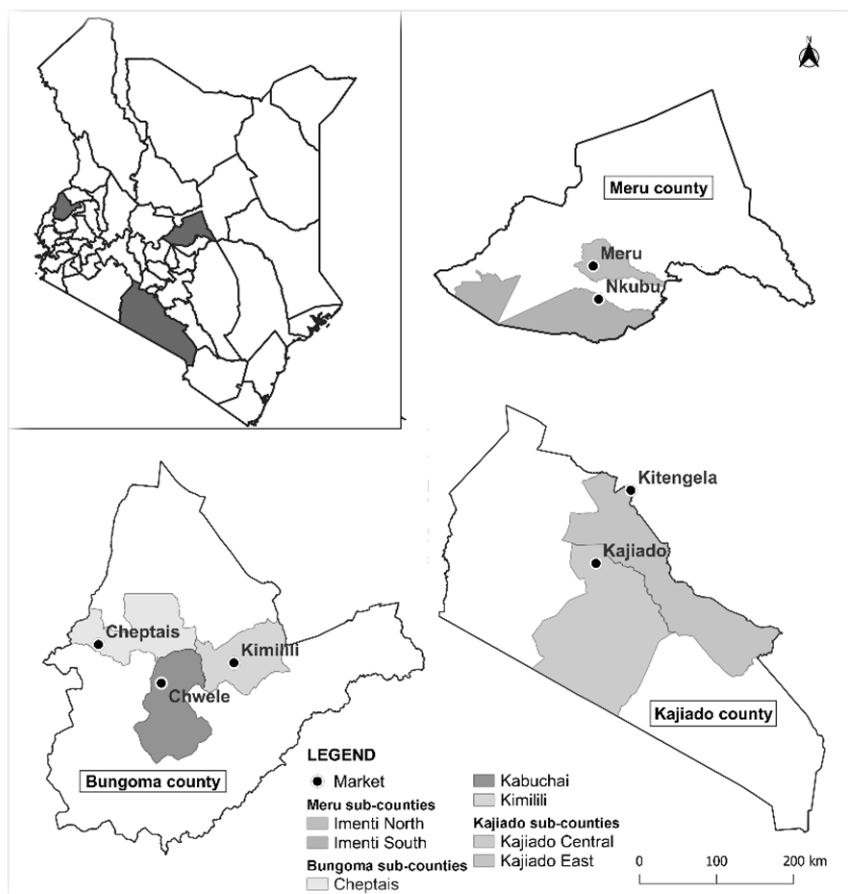 N
Meru county
Meru
Nkubu
Kitengela
Kajiado
Kajiado county
Cheptais
Kimilili
Chwele
Bungoma county
LEGEND
Market
Meru sub-counties
Imenti North
Imenti South
Bungoma sub-counties
Cheptais
Kabuchai
Kimilili
Kajiado sub-counties
Kajiado Central
Kajiado East
0 100 200 km